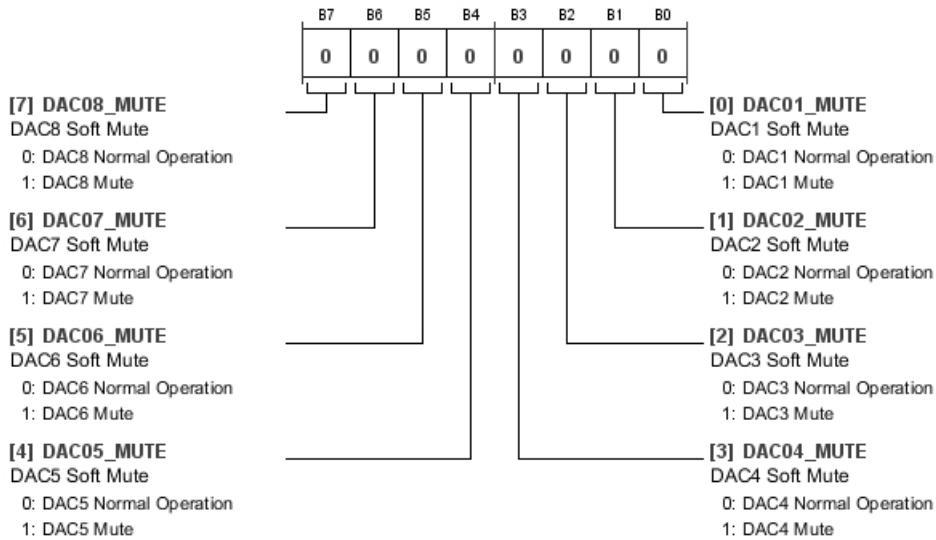 B7 B6 B5 B4 B3 B2 B1 B0
0 0 0 0 0 0 0 0
[7] DAC08_MUTE
DAC8 Soft Mute
0: DAC8 Normal Operation
1: DAC8 Mute
[6] DAC07_MUTE
DAC7 Soft Mute
0: DAC7 Normal Operation
1: DAC7 Mute
[5] DAC06_MUTE
DAC6 Soft Mute
0: DAC6 Normal Operation
1: DAC6 Mute
[4] DAC05_MUTE
DAC5 Soft Mute
0: DAC5 Normal Operation
1: DAC5 Mute
[0] DAC01_MUTE
DAC1 Soft Mute
0: DAC1 Normal Operation
1: DAC1 Mute
[1] DAC02_MUTE
DAC2 Soft Mute
0: DAC2 Normal Operation
1: DAC2 Mute
[2] DAC03_MUTE
DAC3 Soft Mute
0: DAC3 Normal Operation
1: DAC3 Mute
[3] DAC04_MUTE
DAC4 Soft Mute
0: DAC4 Normal Operation
1: DAC4 Mute